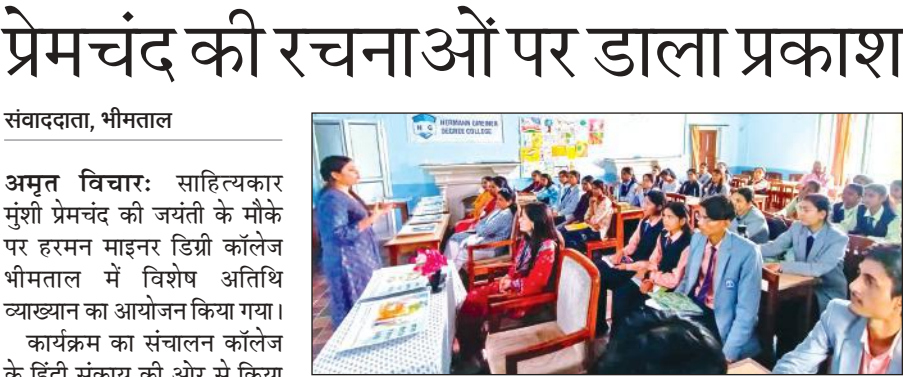 प्रेमचंद की रचनाओं पर डाला प्रकाश
संवाददाता, भीमताल
अमृत विचारः साहित्यकार
मुंशी प्रेमचंद की जयंती के मौके
पर हरमन माइनर डिग्री कॉलेज
भीमताल में विशेष अतिथि
व्याख्यान का आयोजन किया गया।
कार्यक्रम का संचालन कॉलेज
के हिंदी संकाय की ओर से किया
HERMANN GMEINER
DEGREE COLLEGE